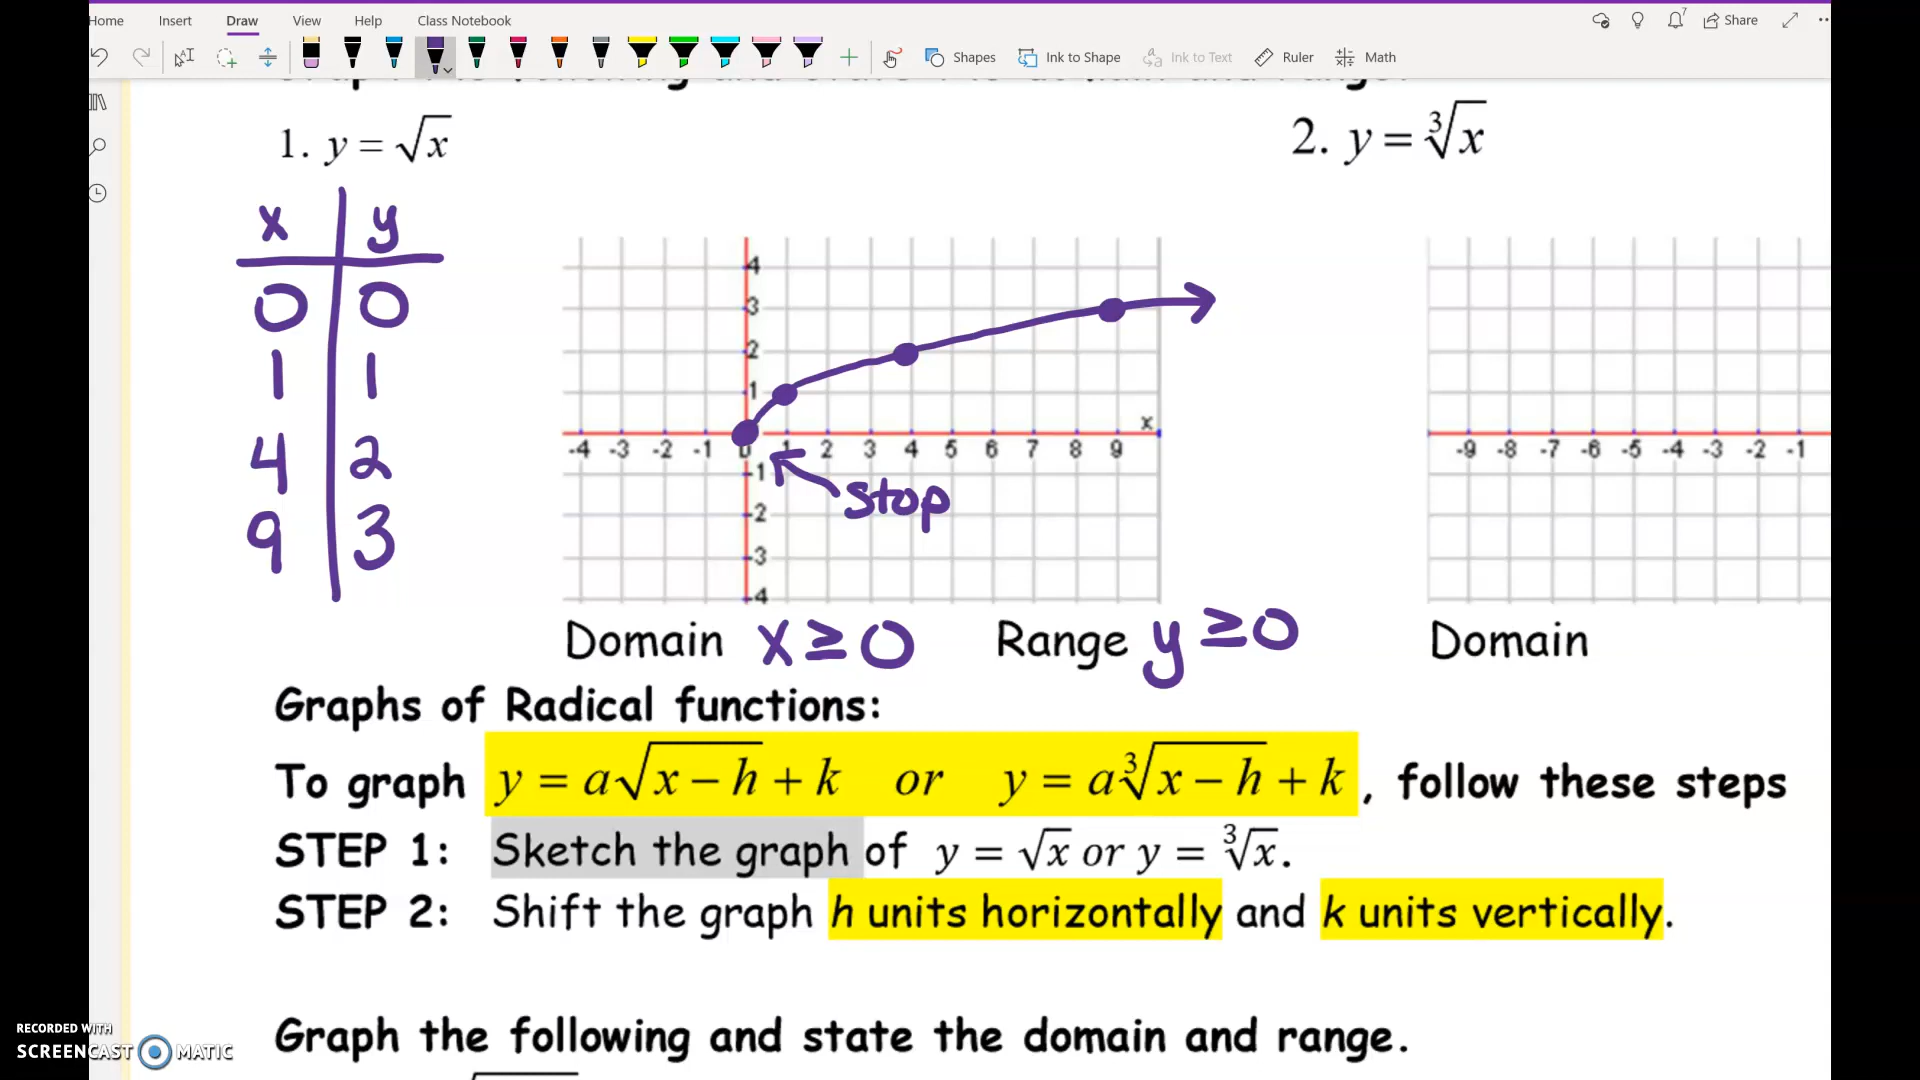 Home Insert Draw View Help Class Notebook Share
Shapes Ink to Shape Ink to Text Ruler Math
1. y = √x
2. y = ∛x
x y
0 0
1 1
4 2
9 3
4
3
2
1
x
-4 -3 -2 -1 0 1 2 3 4 5 6 7 8 9
-1
-2
-3
-4
stop
-9 -8 -7 -6 -5 -4 -3 -2 -1
Domain x ≥ 0 Range y ≥ 0
Domain
Graphs of Radical functions:
To graph y = a√(x − h) + k or y = a∛(x − h) + k , follow these steps
STEP 1: Sketch the graph of y = √x or y = ∛x.
STEP 2: Shift the graph h units horizontally and k units vertically.
Graph the following and state the domain and range.
RECORDED WITH
SCREENCAST MATIC